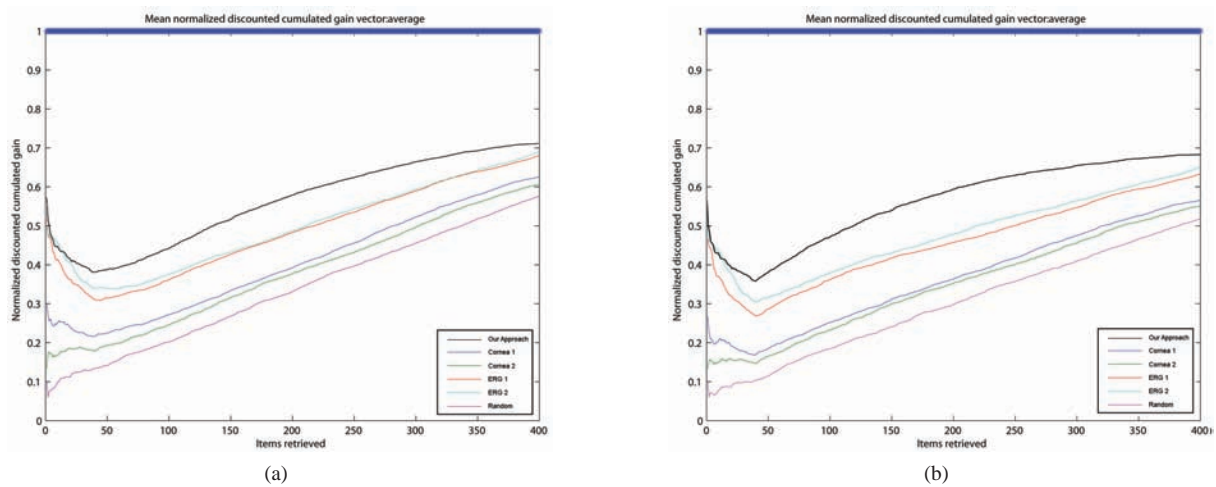 Mean normalized discounted cumulated gain vector:average
1
0.9
0.8
0.7
0.6
0.5
0.4
0.3
0.2
0.1
0
Normalized discounted cumulated gain
0 50 100 150 200 250 300 350 400
Items retrieved
Our Approach
Cornea 1
Cornea 2
ERG 1
ERG 2
Random
(a)
Mean normalized discounted cumulated gain vector:average
1
0.9
0.8
0.7
0.6
0.5
0.4
0.3
0.2
0.1
0
Normalized discounted cumulated gain
0 50 100 150 200 250 300 350 400
Items retrieved
Our Approach
Cornea 1
Cornea 2
ERG 1
ERG 2
Random
(b)